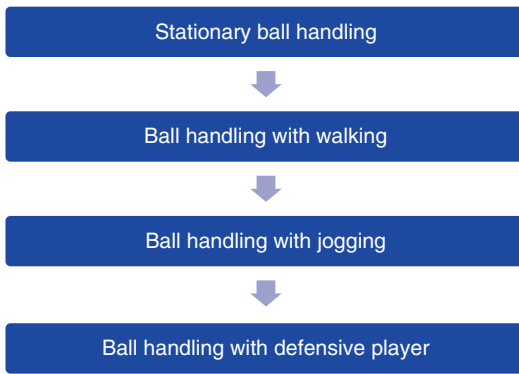 Stationary ball handling
Ball handling with walking
Ball handling with jogging
Ball handling with defensive player